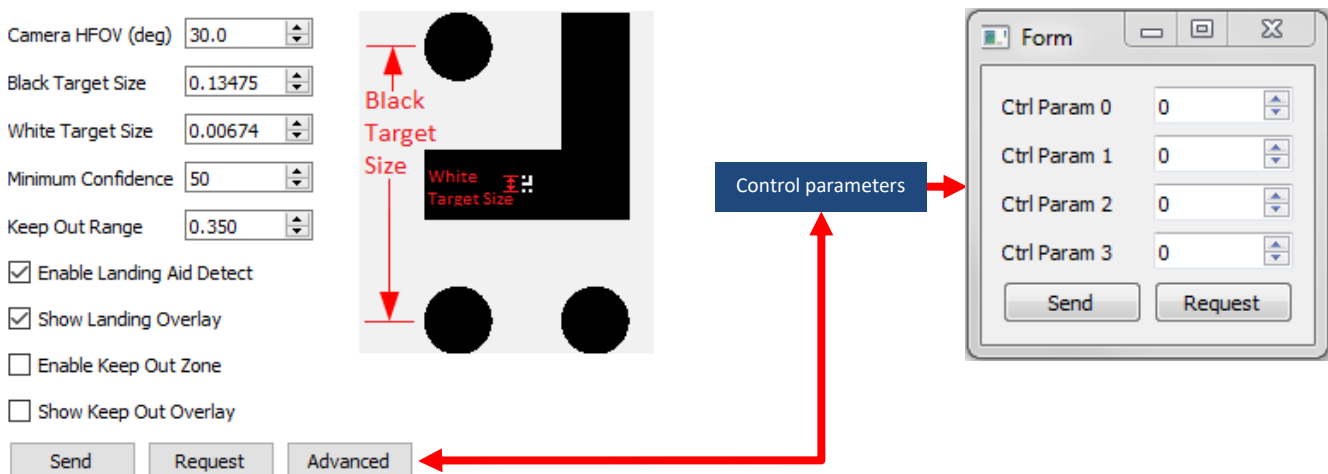 Camera HFOV (deg) 30.0
Black Target Size 0.13475
White Target Size 0.00674
Minimum Confidence 50
Keep Out Range 0.350
Enable Landing Aid Detect
Show Landing Overlay
Enable Keep Out Zone
Show Keep Out Overlay
Send Request Advanced
Black
Target
Size
White
Target Size
Control parameters
Form
Ctrl Param 0 0
Ctrl Param 1 0
Ctrl Param 2 0
Ctrl Param 3 0
Send Request